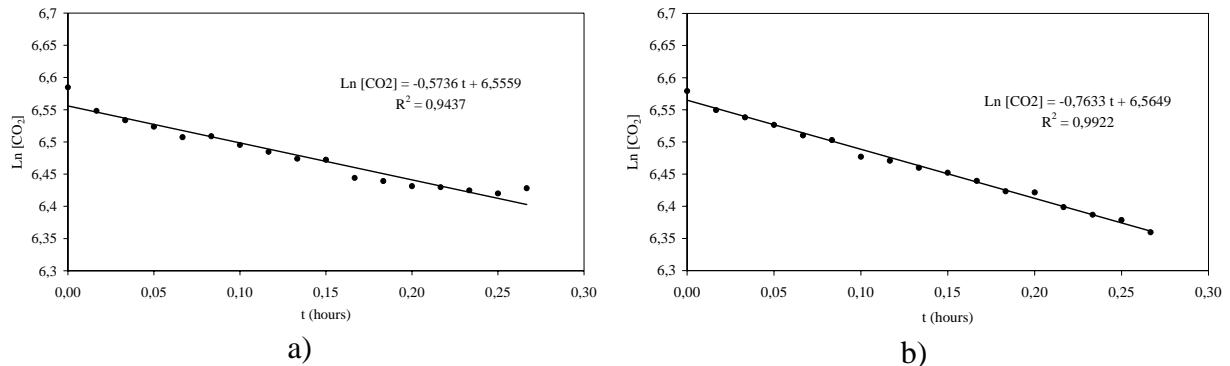 6,7
6,65
6,6
6,55
6,5
6,45
6,4
6,35
6,3
Ln [CO₂]
Ln [CO2] = -0,5736 t + 6,5559
R² = 0,9437
0,00 0,05 0,10 0,15 0,20 0,25 0,30
t (hours)
a)
6,7
6,65
6,6
6,55
6,5
6,45
6,4
6,35
6,3
Ln [CO₂]
Ln [CO2] = -0,7633 t + 6,5649
R² = 0,9922
0,00 0,05 0,10 0,15 0,20 0,25 0,30
t (hours)
b)